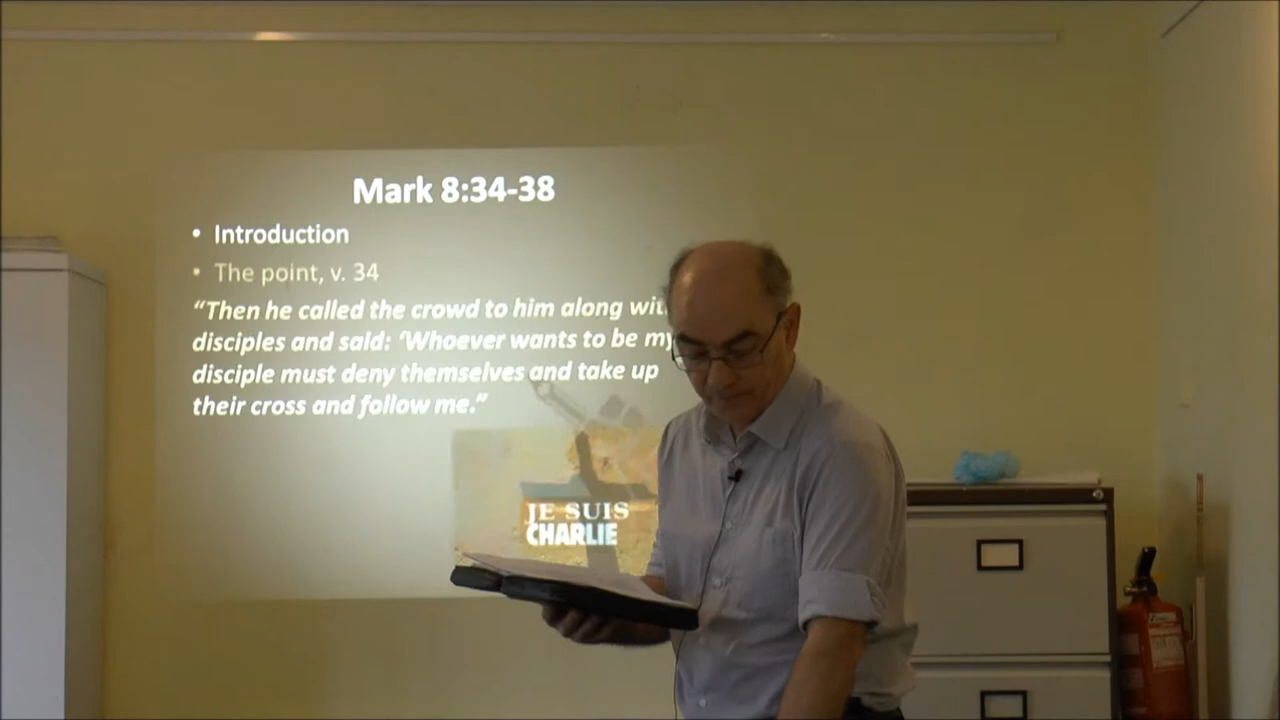 Mark 8:34-38
• Introduction
• The point, v. 34
“Then he called the crowd to him along
disciples and said: ‘Whoever wants to be my
disciple must deny themselves and take up
their cross and follow me.”
JE SUIS
CHARLIE